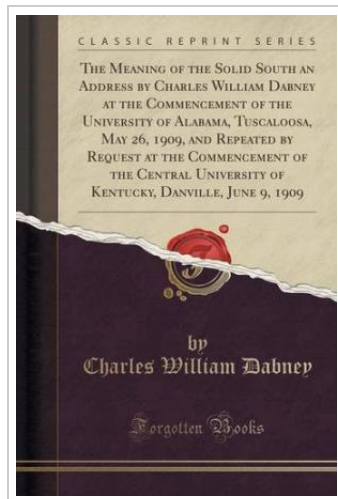 CLASSIC REPRINT SERIES
THE MEANING OF THE SOLID SOUTH AN
ADDRESS BY CHARLES WILLIAM DABNEY
AT THE COMMENCEMENT OF THE
UNIVERSITY OF ALABAMA, TUSCALOOSA,
MAY 26, 1909, AND REPEATED BY
REQUEST AT THE COMMENCEMENT OF
THE CENTRAL UNIVERSITY OF
KENTUCKY, DANVILLE, JUNE 9, 1909
by
Charles William Dabney
Forgotten Books